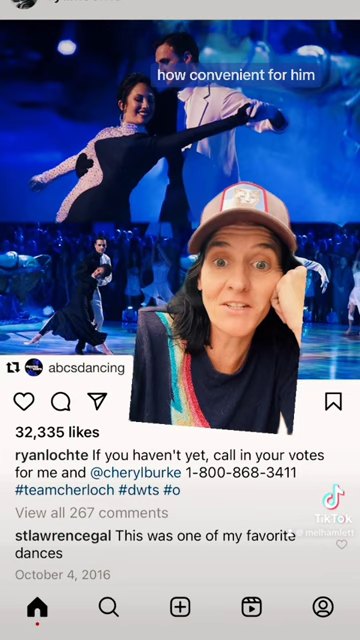 how convenient for him
abcsdancing
32,335 likes
ryanlochte If you haven't yet, call in your votes
for me and @cherylburke 1-800-868-3411
#teamcherloch #dwts #o
View all 267 comments
stlawrencegal This was one of my favorite
dances
October 4, 2016
TikTok
@melhamlett